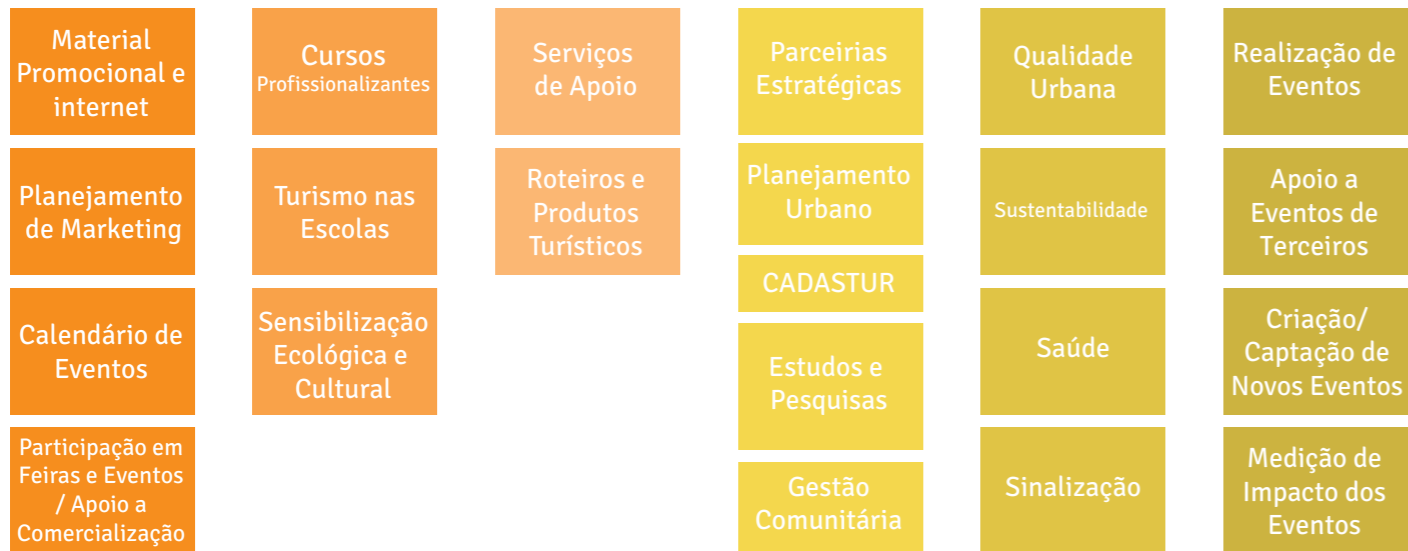 Material
Promocional e
internet
Planejamento
de Marketing
Calendário de
Eventos
Participação em
Feiras e Eventos
/ Apoio a
Comercialização
Cursos
Profissionalizantes
Turismo nas
Escolas
Sensibilização
Ecológica e
Cultural
Serviços
de Apoio
Roteiros e
Produtos
Turísticos
Parceirias
Estratégicas
Planejamento
Urbano
CADASTUR
Estudos e
Pesquisas
Gestão
Comunitária
Qualidade
Urbana
Sustentabilidade
Saúde
Sinalização
Realização de
Eventos
Apoio a
Eventos de
Terceiros
Criação/
Captação de
Novos Eventos
Medição de
Impacto dos
Eventos